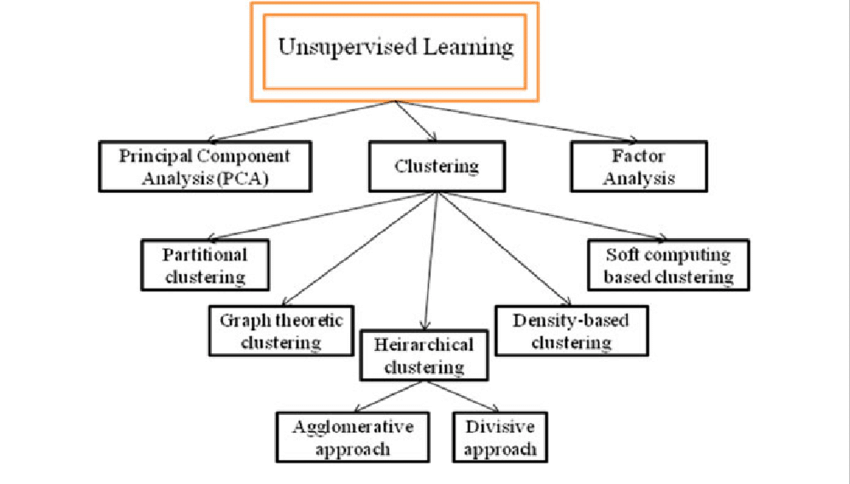 Unsupervised Learning
Principal Component
Analysis (PCA)
Clustering
Factor
Analysis
Partitional
clustering
Soft computing
based clustering
Graph theoretic
clustering
Density-based
clustering
Heirarchical
clustering
Agglomerative
approach
Divisive
approach